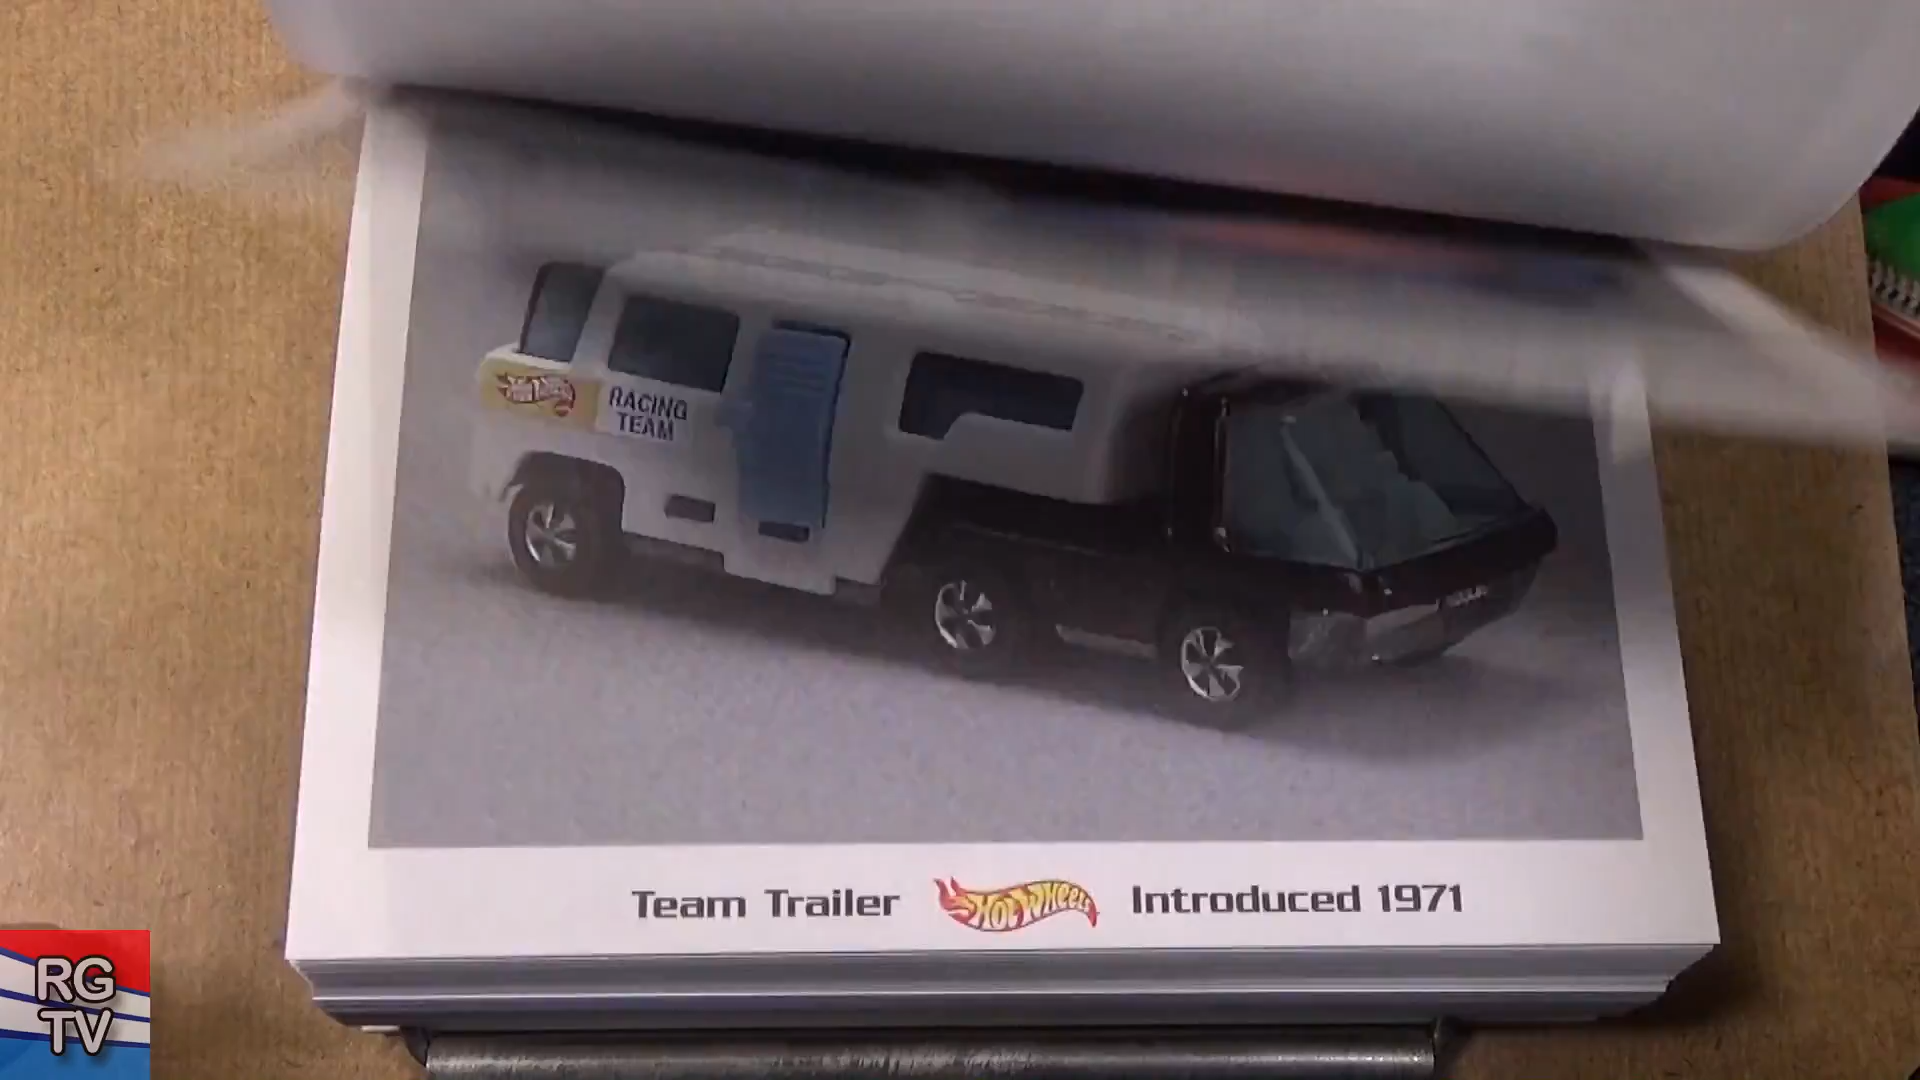 RACING
TEAM
Team Trailer HOT WHEELS Introduced 1971
RG
TV